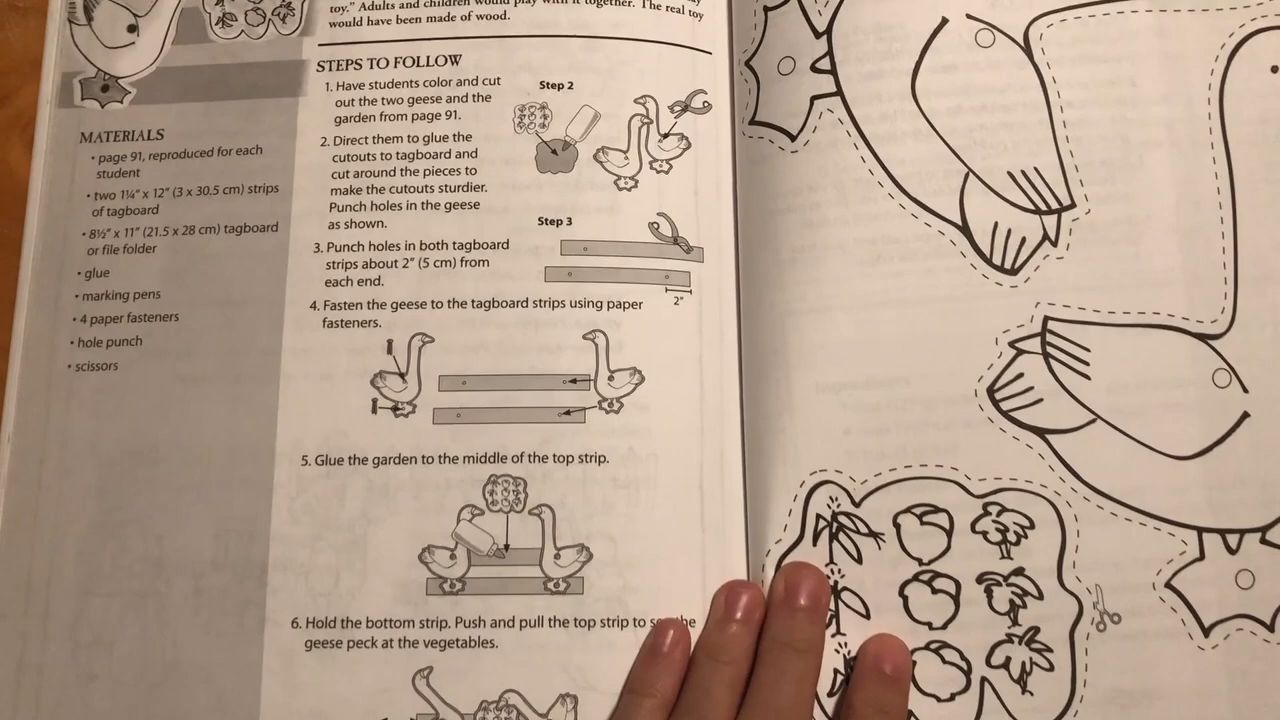 toy." Adults and children would play with it together. The real toy
would have been made of wood.
STEPS TO FOLLOW
1. Have students color and cut
out the two geese and the
garden from page 91.
2. Direct them to glue the
cutouts to tagboard and
cut around the pieces to
make the cutouts sturdier.
Punch holes in the geese
as shown.
3. Punch holes in both tagboard
strips about 2" (5 cm) from
each end.
4. Fasten the geese to the tagboard strips using paper
fasteners.
5. Glue the garden to the middle of the top strip.
6. Hold the bottom strip. Push and pull the top strip to the
geese peck at the vegetables.
Step 2
Step 3
2"
MATERIALS
• page 91, reproduced for each
student
• two 1¼" x 12" (3 x 30.5 cm) strips
of tagboard
• 8½" x 11" (21.5 x 28 cm) tagboard
or file folder
• glue
• marking pens
• 4 paper fasteners
• hole punch
• scissors